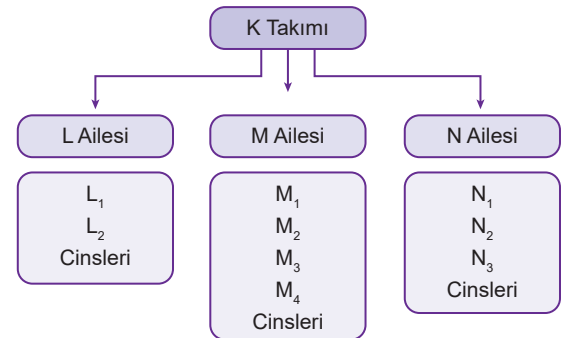 K Takımı
L Ailesi
L₁
L₂
Cinsleri
M Ailesi
M₁
M₂
M₃
M₄
Cinsleri
N Ailesi
N₁
N₂
N₃
Cinsleri